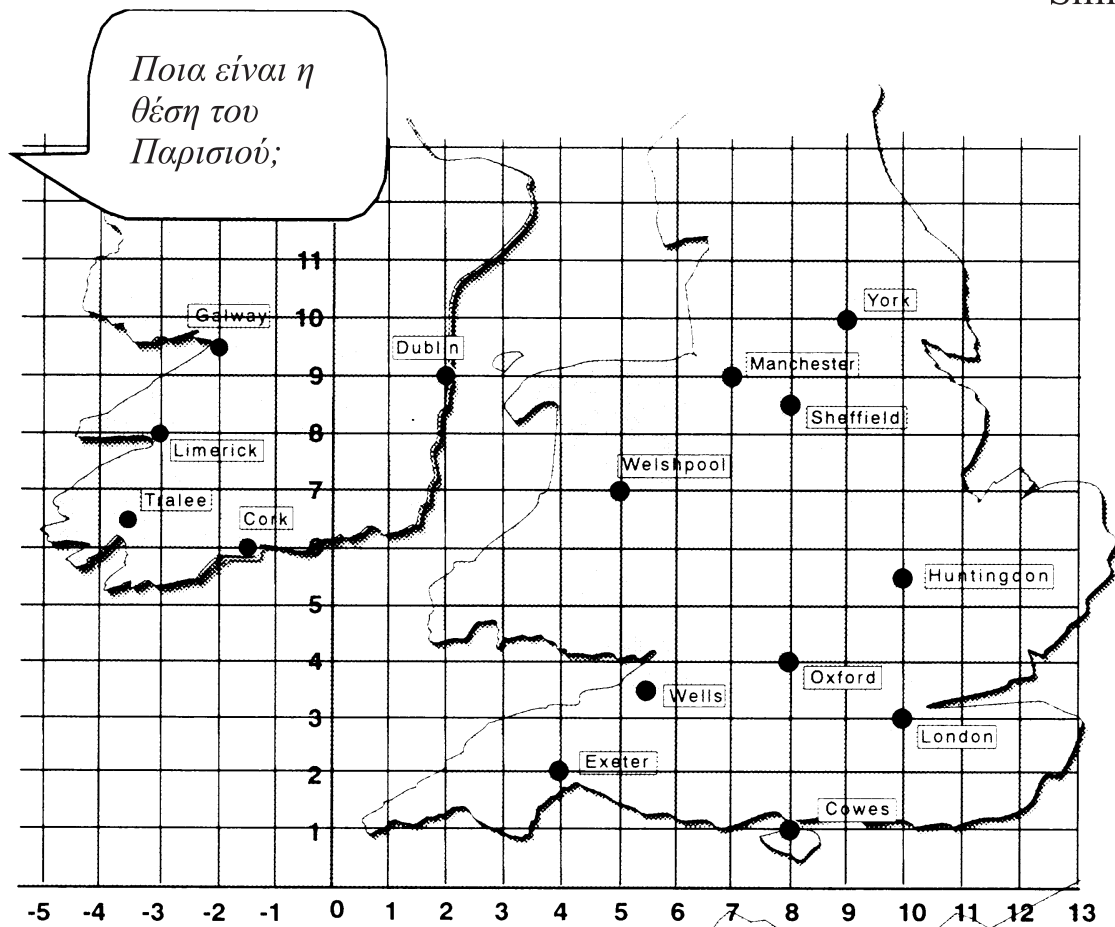 Ποια είναι η
θέση του
Παρισιού;
11
Galway
10
York
Dublin
9
Manchester
Sheffield
8
Limerick
Welshpool
7
Tralee
Cork
6
Huntingdon
5
4
Oxford
Wells
3
London
2
Exeter
Cowes
1
-5 -4 -3 -2 -1 0 1 2 3 4 5 6 7 8 9 10 11 12 13